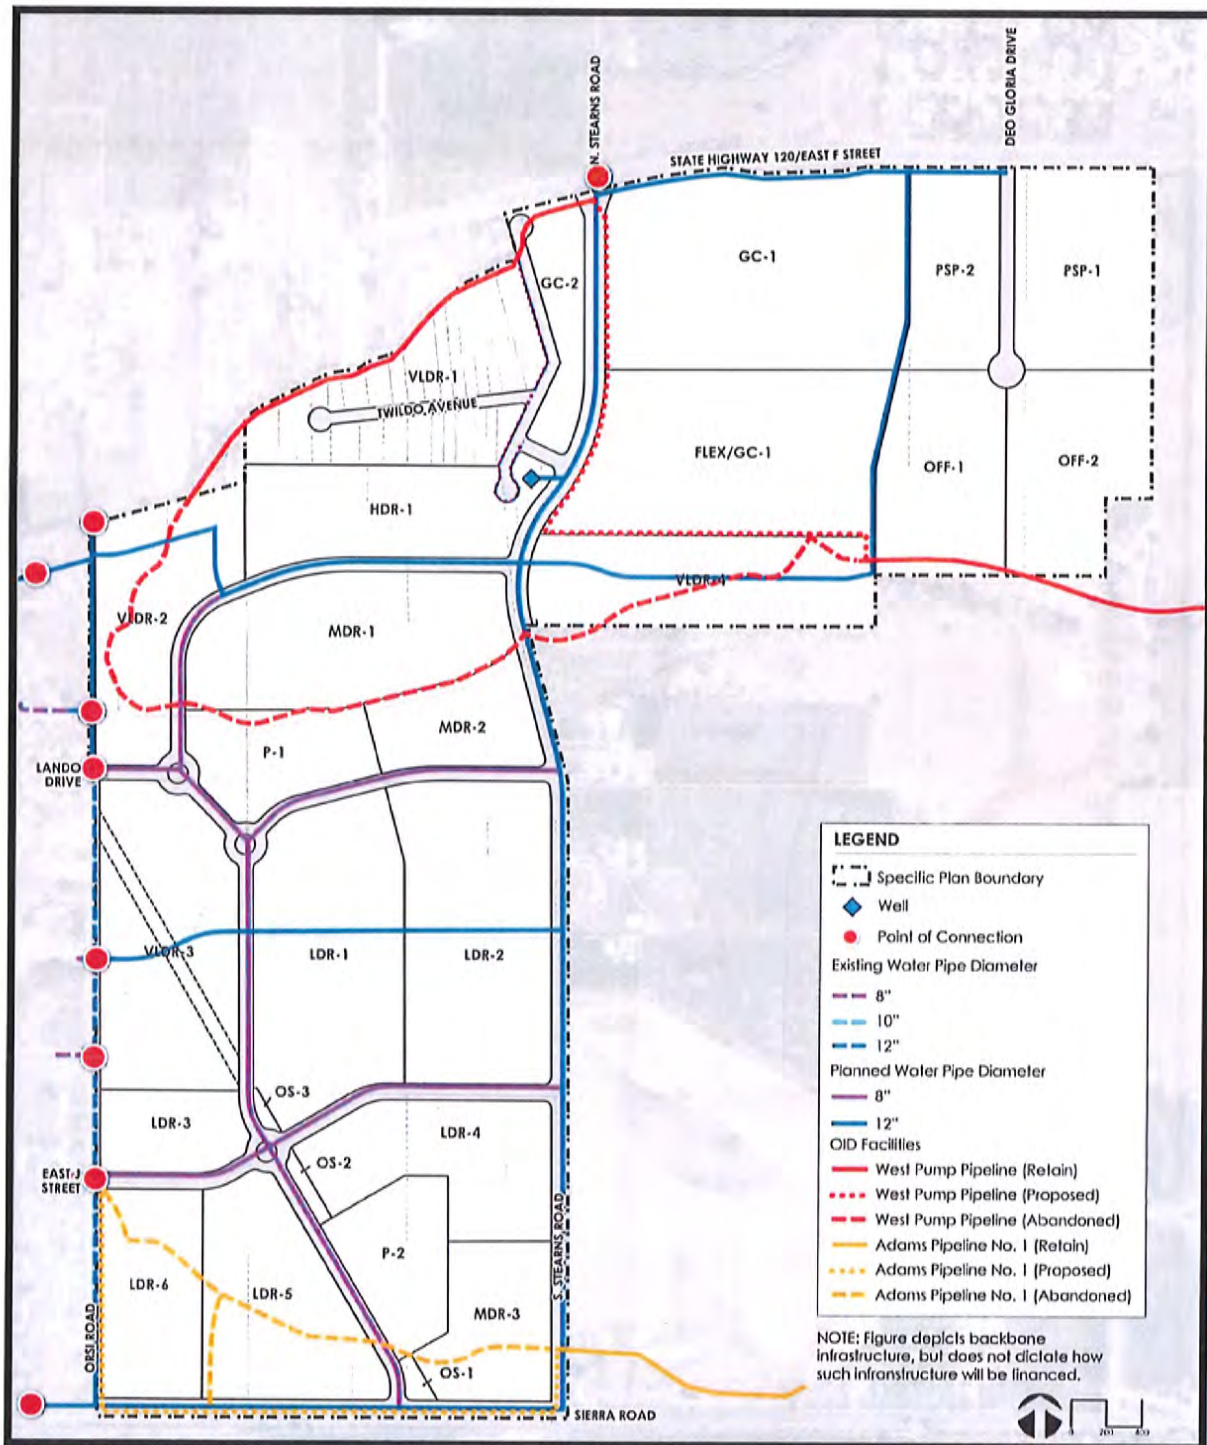 N. STEARNS ROAD
DEO GLORIA DRIVE
STATE HIGHWAY 120/EAST F STREET
GC-1
PSP-2
PSP-1
GC-2
VLDR-1
TWILDO AVENUE
FLEX/GC-1
OFF-1
OFF-2
HDR-1
VLDR-4
VLDR-2
MDR-1
MDR-2
P-1
LANDO
DRIVE
VLDR-3
LDR-1
LDR-2
OS-3
LDR-3
LDR-4
OS-2
EAST J
STREET
P-2
S. STEARNS ROAD
LDR-6
LDR-5
MDR-3
ORSI ROAD
OS-1
SIERRA ROAD
LEGEND
Specific Plan Boundary
Well
Point of Connection
Existing Water Pipe Diameter
8"
10"
12"
Planned Water Pipe Diameter
8"
12"
OID Facilities
West Pump Pipeline (Retain)
West Pump Pipeline (Proposed)
West Pump Pipeline (Abandoned)
Adams Pipeline No. 1 (Retain)
Adams Pipeline No. 1 (Proposed)
Adams Pipeline No. 1 (Abandoned)
NOTE: Figure depicts backbone
infrastructure, but does not dictate how
such infranstructure will be financed.
0 200 400